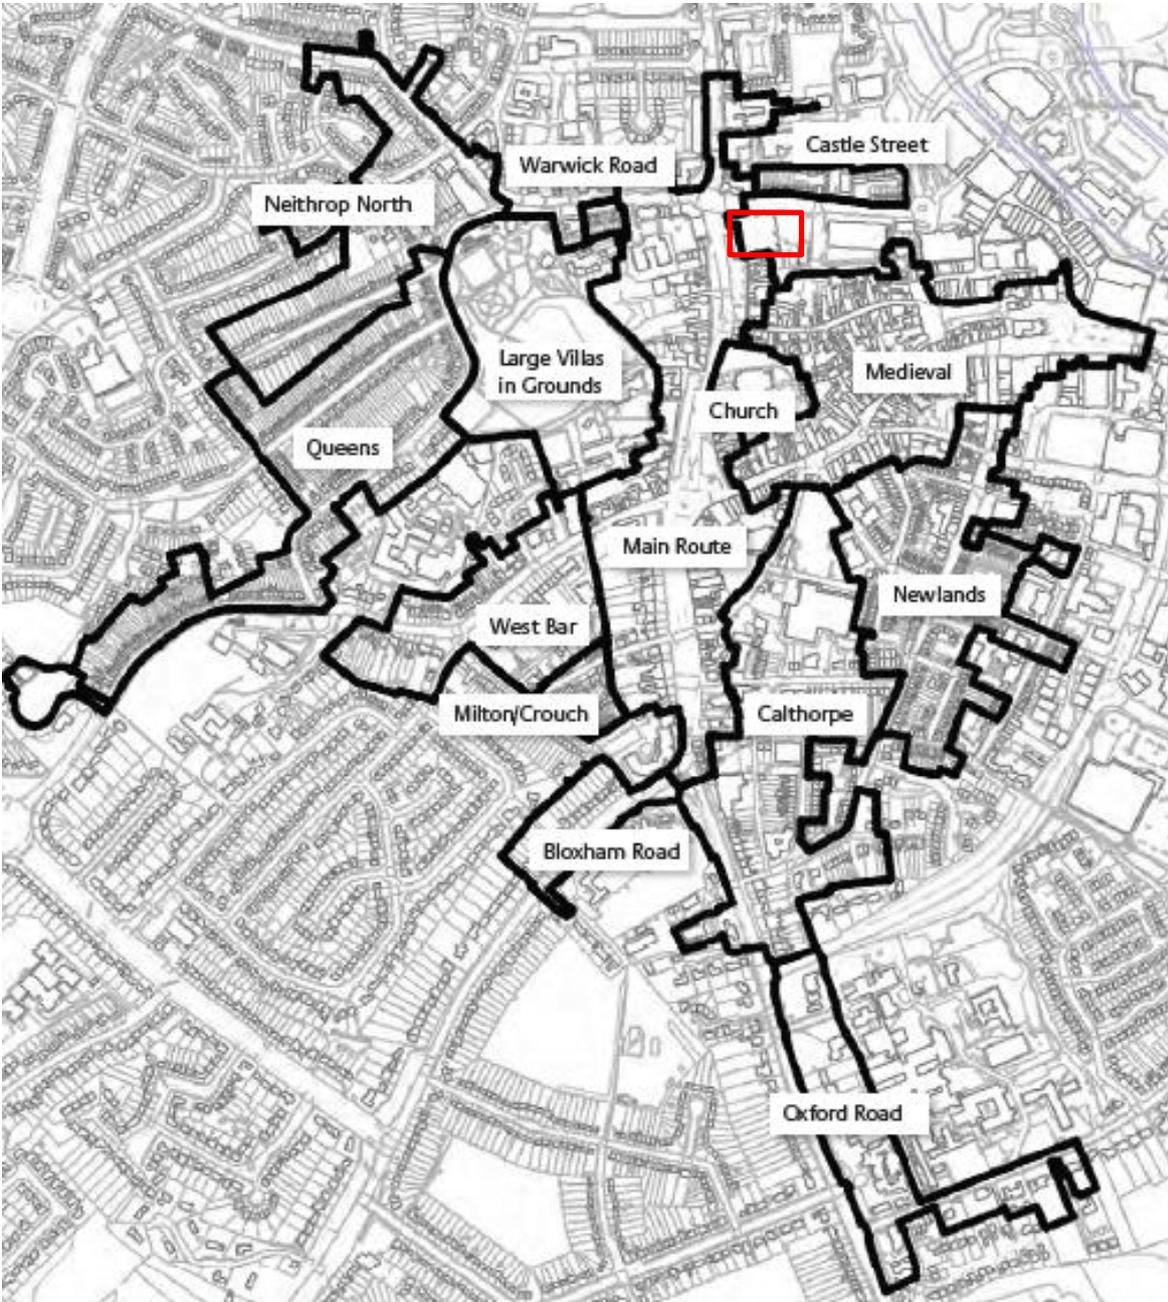 Castle Street
Warwick Road
Neithrop North
Large Villas
in Grounds
Medieval
Church
Queens
Main Route
Newlands
West Bar
Milton/Crouch
Calthorpe
Bloxham Road
Oxford Road